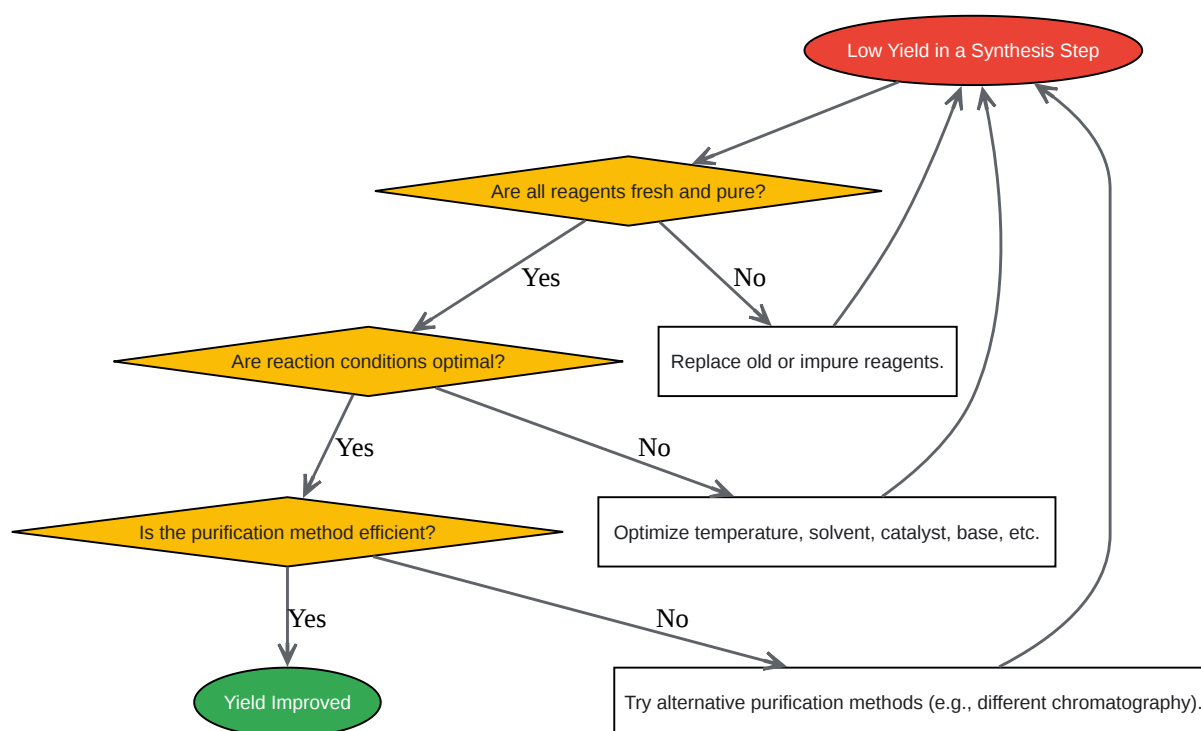 Low Yield in a Synthesis Step
Are all reagents fresh and pure?
Yes
No
Are reaction conditions optimal?
Replace old or impure reagents.
Yes
No
Is the purification method efficient?
Optimize temperature, solvent, catalyst, base, etc.
Yes
No
Yield Improved
Try alternative purification methods (e.g., different chromatography).